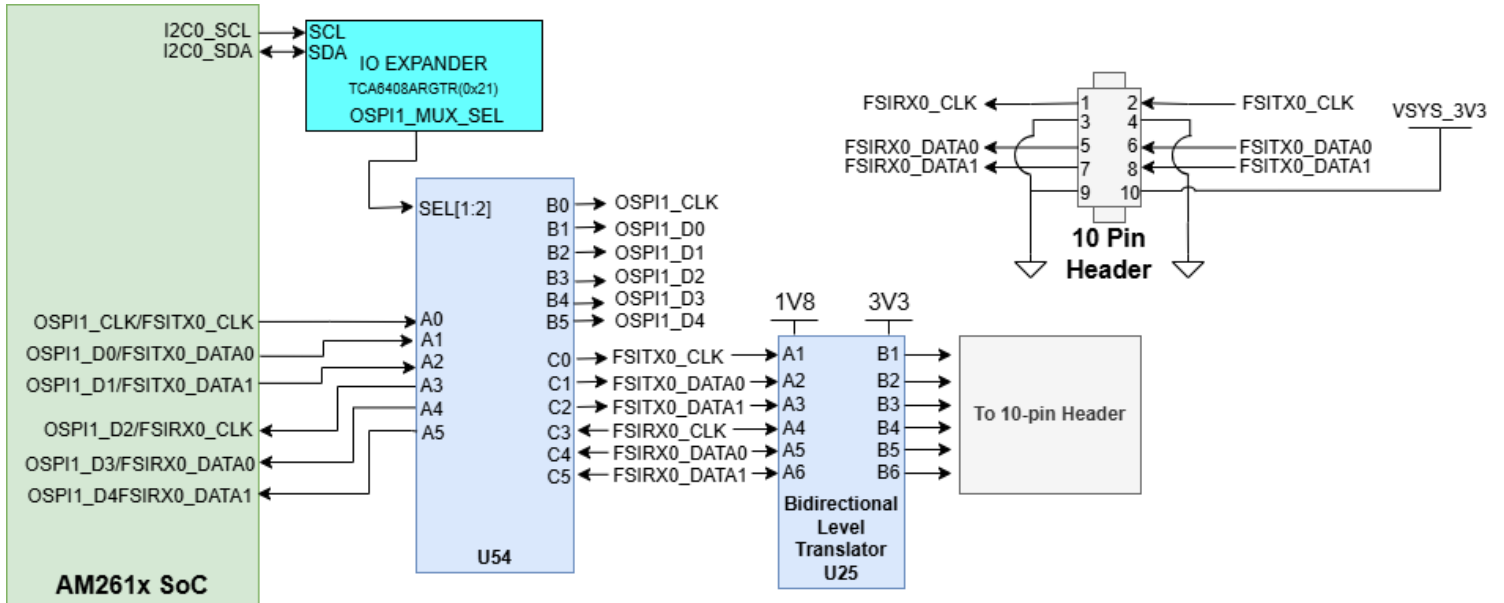 I2C0_SCL
I2C0_SDA
SCL
SDA
IO EXPANDER
TCA6408ARGTR(0x21)
OSPI1_MUX_SEL
FSIRX0_CLK
1
2
FSITX0_CLK
VSYS_3V3
3
4
FSIRX0_DATA0
5
6
FSITX0_DATA0
FSIRX0_DATA1
7
8
FSITX0_DATA1
9
10
10 Pin
Header
SEL[1:2]
B0
OSPI1_CLK
B1
OSPI1_D0
B2
OSPI1_D1
B3
OSPI1_D2
B4
OSPI1_D3
B5
OSPI1_D4
OSPI1_CLK/FSITX0_CLK
A0
OSPI1_D0/FSITX0_DATA0
A1
OSPI1_D1/FSITX0_DATA1
A2
A3
OSPI1_D2/FSIRX0_CLK
A4
OSPI1_D3/FSIRX0_DATA0
A5
OSPI1_D4FSIRX0_DATA1
C0
FSITX0_CLK
C1
FSITX0_DATA0
C2
FSITX0_DATA1
C3
FSIRX0_CLK
C4
FSIRX0_DATA0
C5
FSIRX0_DATA1
U54
1V8
3V3
A1
B1
A2
B2
A3
B3
A4
B4
A5
B5
A6
B6
Bidirectional
Level
Translator
U25
To 10-pin Header
AM261x SoC